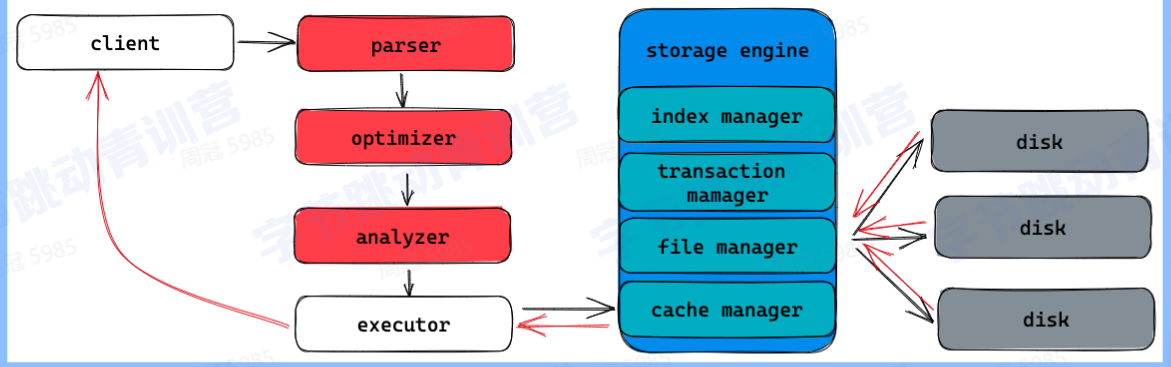 client
parser
storage engine
index manager
optimizer
disk
transaction
mamager
analyzer
file manager
disk
executor
cache manager
disk
字节跳动青训营
周冠 5985